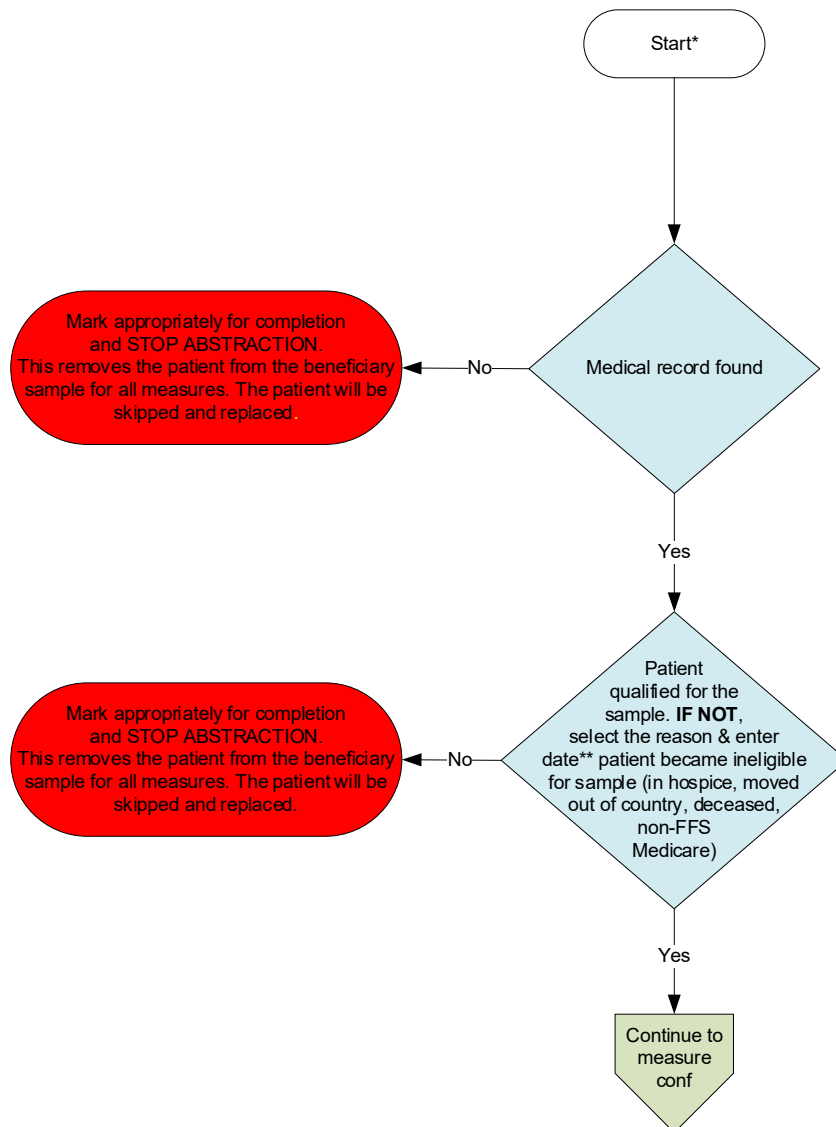 Start*
Medical record found
No
Mark appropriately for completion
and STOP ABSTRACTION.
This removes the patient from the beneficiary
sample for all measures. The patient will be
skipped and replaced.
Yes
Patient
qualified for the
sample. IF NOT,
select the reason & enter
date** patient became ineligible
for sample (in hospice, moved
out of country, deceased,
non-FFS
Medicare)
No
Mark appropriately for completion
and STOP ABSTRACTION.
This removes the patient from the beneficiary
sample for all measures. The patient will be
skipped and replaced.
Yes
Continue to
measure
conf